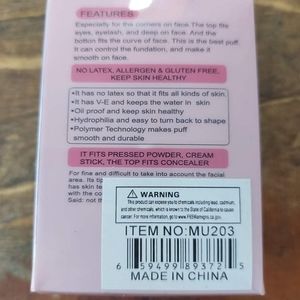 FEATURES
Especially for the corners on face. The top fits
eyes, eyelash, and deep on face. And the
botton fits the curve of face. This is the best puff.
It can control the fundation, and make it
smooth on face.
NO LATEX, ALLERGEN & GLUTEN FREE,
KEEP SKIN HEALTHY
•It has no latex so that it fits all kinds of skin.
•It has V-E and keeps the water in skin
•Oil proof and keep skin healthy
•Hydrophilia and easy to turn back to shape
•Polymer Technology makes puff
smooth and durable
IT FITS PRESSED POWDER, CREAM
STICK, THE TOP FITS CONCEALER
For fine and difficult to take into account the facial
area. Its tip
has skin te
and can
Said: not th
WARNING
This product can expose you to chemicals including lead, cadmium,
and other chemicals, which is known to the State of California to cause
cancer. For more information, go to www.P65Warnings.ca.gov.
ITEM NO:MU203
6 59499 89372 5
MADE IN CHINA